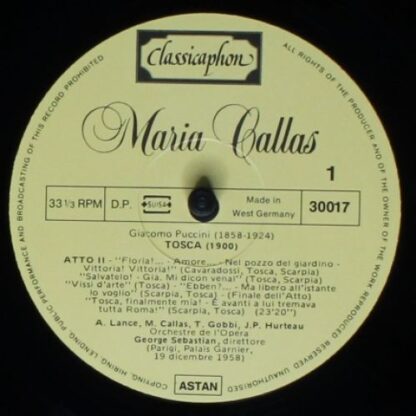 Classicaphon
Maria Callas
1
33 1/3 RPM
D.P.
SUISA
Made in
West Germany
30017
Giacomo Puccini (1858-1924)
TOSCA (1900)
ATTO II - "Floria!... - Amore... - Nel pozzo del giardino -
Vittoria! Vittoria!" (Cavaradossi, Tosca, Scarpia)
"Salvatelo! - Già. Mi dicon venal" (Scarpia, Tosca)
"Vissi d'arte" (Tosca) - "Ebben?... - Ma libero all'istante
lo voglio" (Scarpia, Tosca) - (Finale dell'Atto)
"Tosca, finalmente mia! - E avanti a lui tremava
tutta Roma!" (Scarpia, Tosca) (23'20")
A. Lance, M. Callas, T. Gobbi, J.P. Hurteau
Orchestre de l'Opera
George Sebastian, direttore
(Parigi, Palais Garnier,
19 dicembre 1958)
ASTAN
ALL RIGHTS OF THE PRODUCER AND OF THE OWNER OF THE WORK REPRODUCED RESERVED UNAUTHORISED COPYING, HIRING, LENDING, PUBLIC PERFORMANCE AND BROADCASTING OF THIS RECORD PROHIBITED